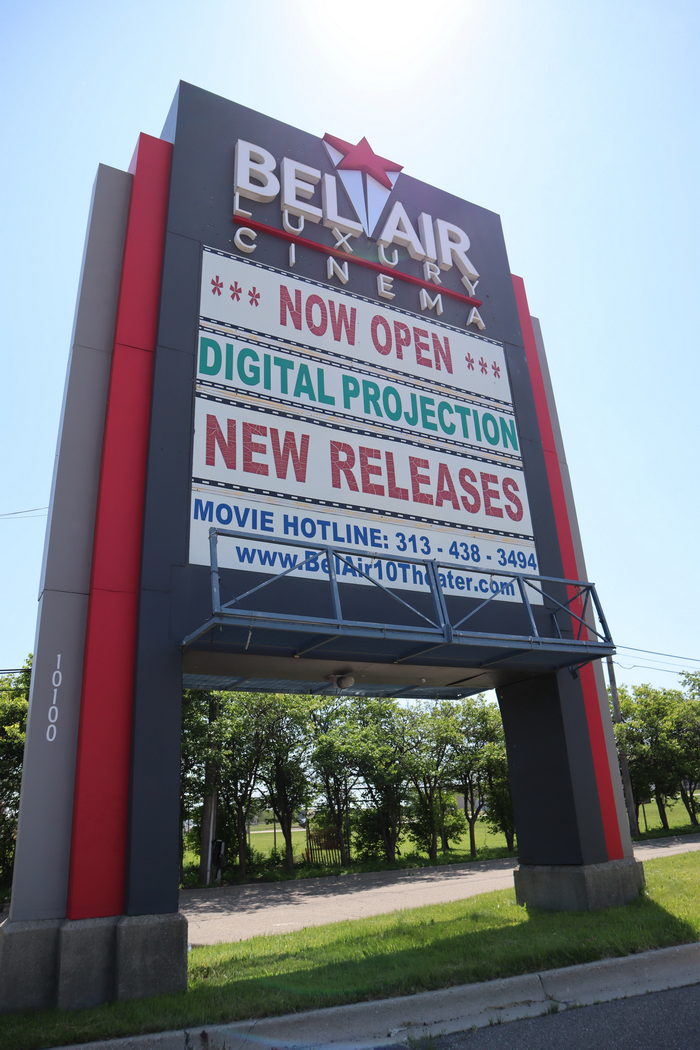 BEL AIR
LUXURY
CINEMA
*** NOW OPEN ***
DIGITAL PROJECTION
NEW RELEASES
MOVIE HOTLINE: 313 - 438 - 3494
www.BelAir10Theater.com
10100